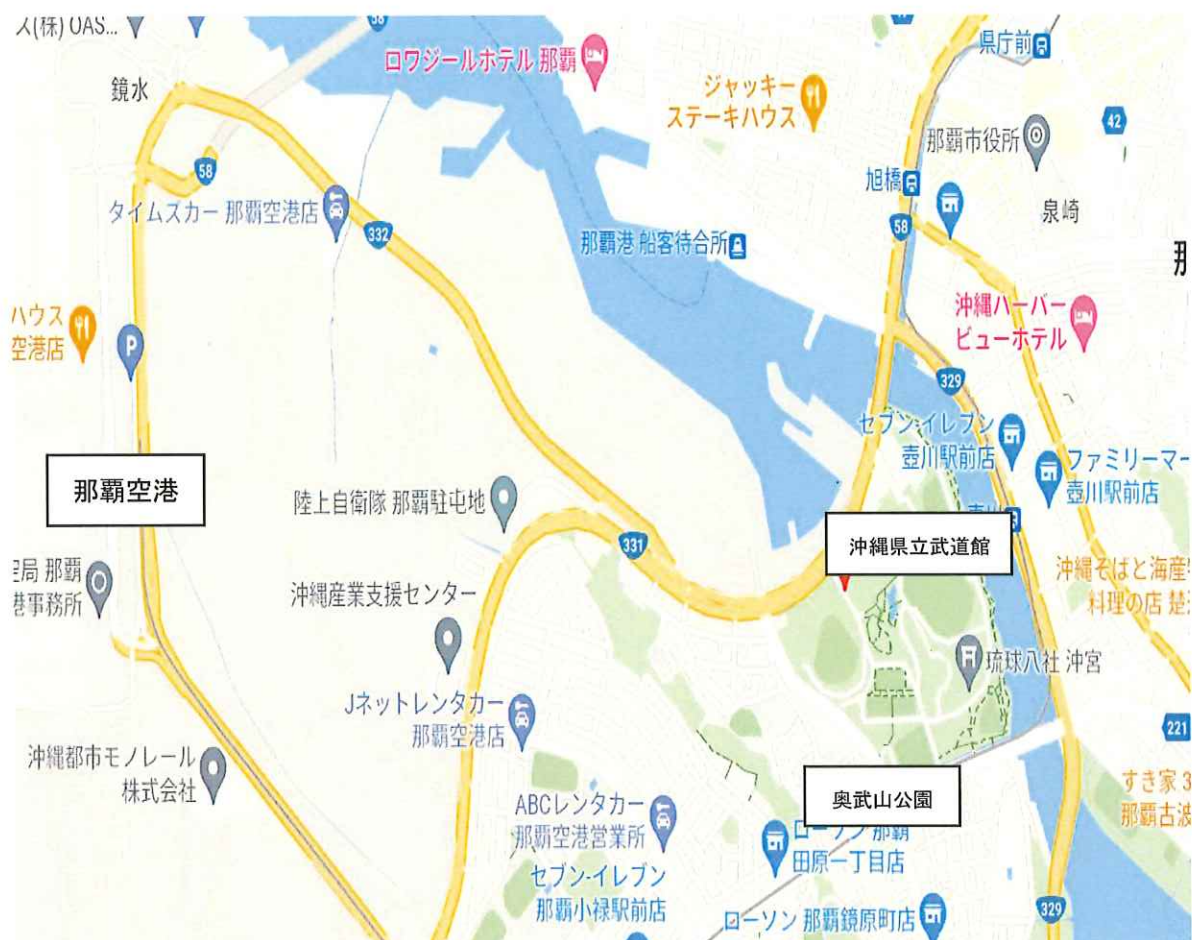 ス(株) OAS...
58
鏡水
ロワジールホテル 那覇
ジャッキー
ステーキハウス
県庁前
42
那覇市役所
旭橋
泉崎
58
タイムズカー 那覇空港店
332
那覇港 船客待合所
58
那
ハウス
空港店
P
沖縄ハーバー
ビューホテル
329
セブン-イレブン
壺川駅前店
ファミリーマー
壺川駅前店
那覇空港
陸上自衛隊 那覇駐屯地
331
沖縄県立武道館
局 那覇
港事務所
沖縄産業支援センター
沖縄そばと海産
料理の店
琉球八社 沖宮
Jネットレンタカー
那覇空港店
221
沖縄都市モノレール
株式会社
すき家 3
那覇古波
奥武山公園
ABCレンタカー
那覇空港営業所
ローソン 那覇
田原一丁目店
セブン-イレブン
那覇小禄駅前店
ローソン 那覇鏡原町店
329